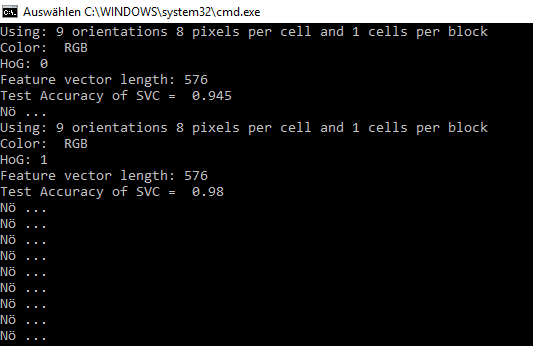 Auswählen C:\WINDOWS\system32\cmd.exe
Using: 9 orientations 8 pixels per cell and 1 cells per block
Color:  RGB
HoG: 0
Feature vector length: 576
Test Accuracy of SVC =  0.945
Nö ...
Using: 9 orientations 8 pixels per cell and 1 cells per block
Color:  RGB
HoG: 1
Feature vector length: 576
Test Accuracy of SVC =  0.98
Nö ...
Nö ...
Nö ...
Nö ...
Nö ...
Nö ...
Nö ...
Nö ...
Nö ...